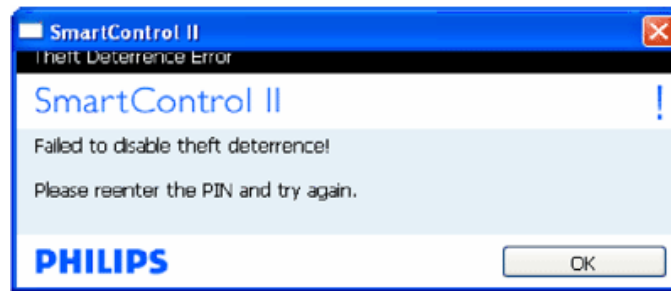 SmartControl II
Theft Deterrence Error
SmartControl II
!
Failed to disable theft deterrence!
Please reenter the PIN and try again.
PHILIPS
OK